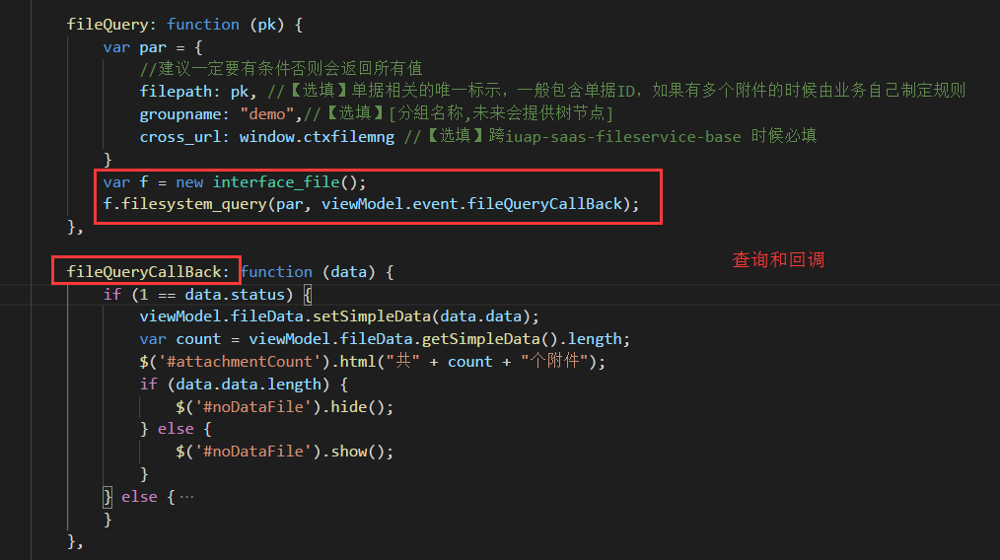 fileQuery: function (pk) {
var par = {
//建议一定要有条件否则会返回所有值
filepath: pk, //【选填】单据相关的唯一标示，一般包含单据ID，如果有多个附件的时候由业务自己制定规则
groupname: "demo",//【选填】[分組名称,未来会提供树节点]
cross_url: window.ctxfilemng //【选填】跨iuap-saas-fileservice-base 时候必填
}
var f = new interface_file();
f.filesystem_query(par, viewModel.event.fileQueryCallBack);
},
查询和回调
fileQueryCallBack: function (data) {
if (1 == data.status) {
viewModel.fileData.setSimpleData(data.data);
var count = viewModel.fileData.getSimpleData().length;
$('#attachmentCount').html("共" + count + "个附件");
if (data.data.length) {
$('#noDataFile').hide();
} else {
$('#noDataFile').show();
}
} else {…
}
},